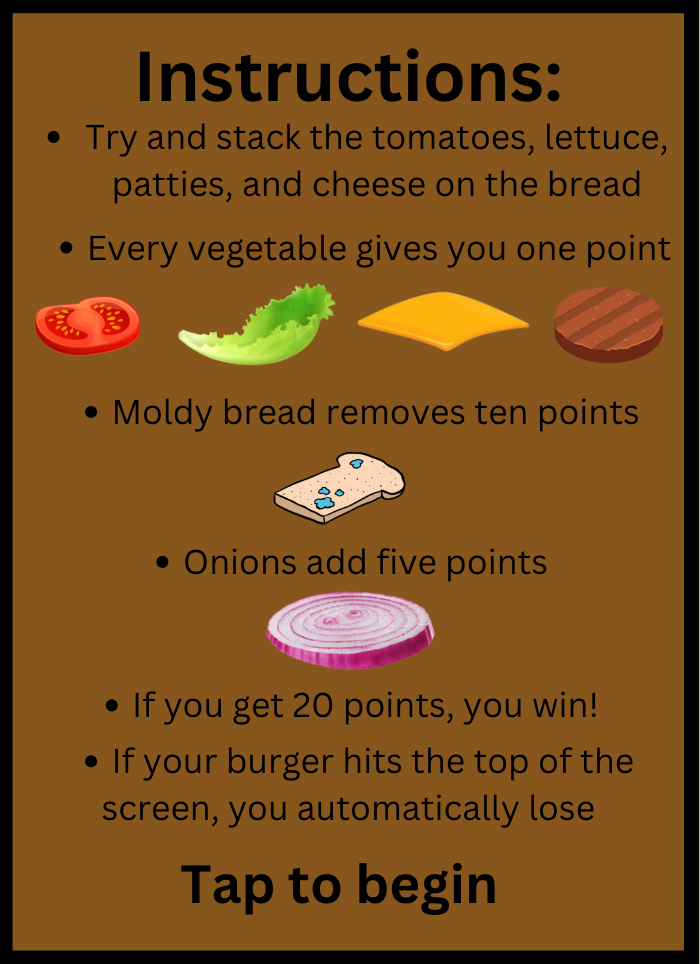 Instructions:
• Try and stack the tomatoes, lettuce,
patties, and cheese on the bread
• Every vegetable gives you one point
• Moldy bread removes ten points
• Onions add five points
• If you get 20 points, you win!
• If your burger hits the top of the
screen, you automatically lose
Tap to begin